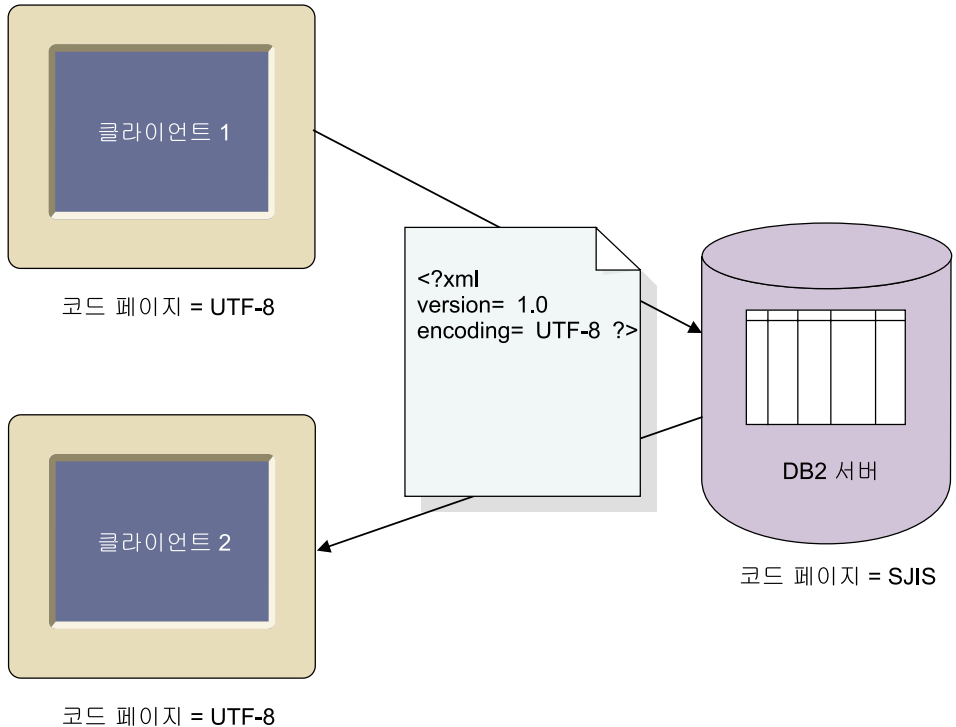 클라이언트 1
코드 페이지 = UTF-8
<?xml
version= 1.0
encoding= UTF-8 ?>
DB2 서버
코드 페이지 = SJIS
클라이언트 2
코드 페이지 = UTF-8